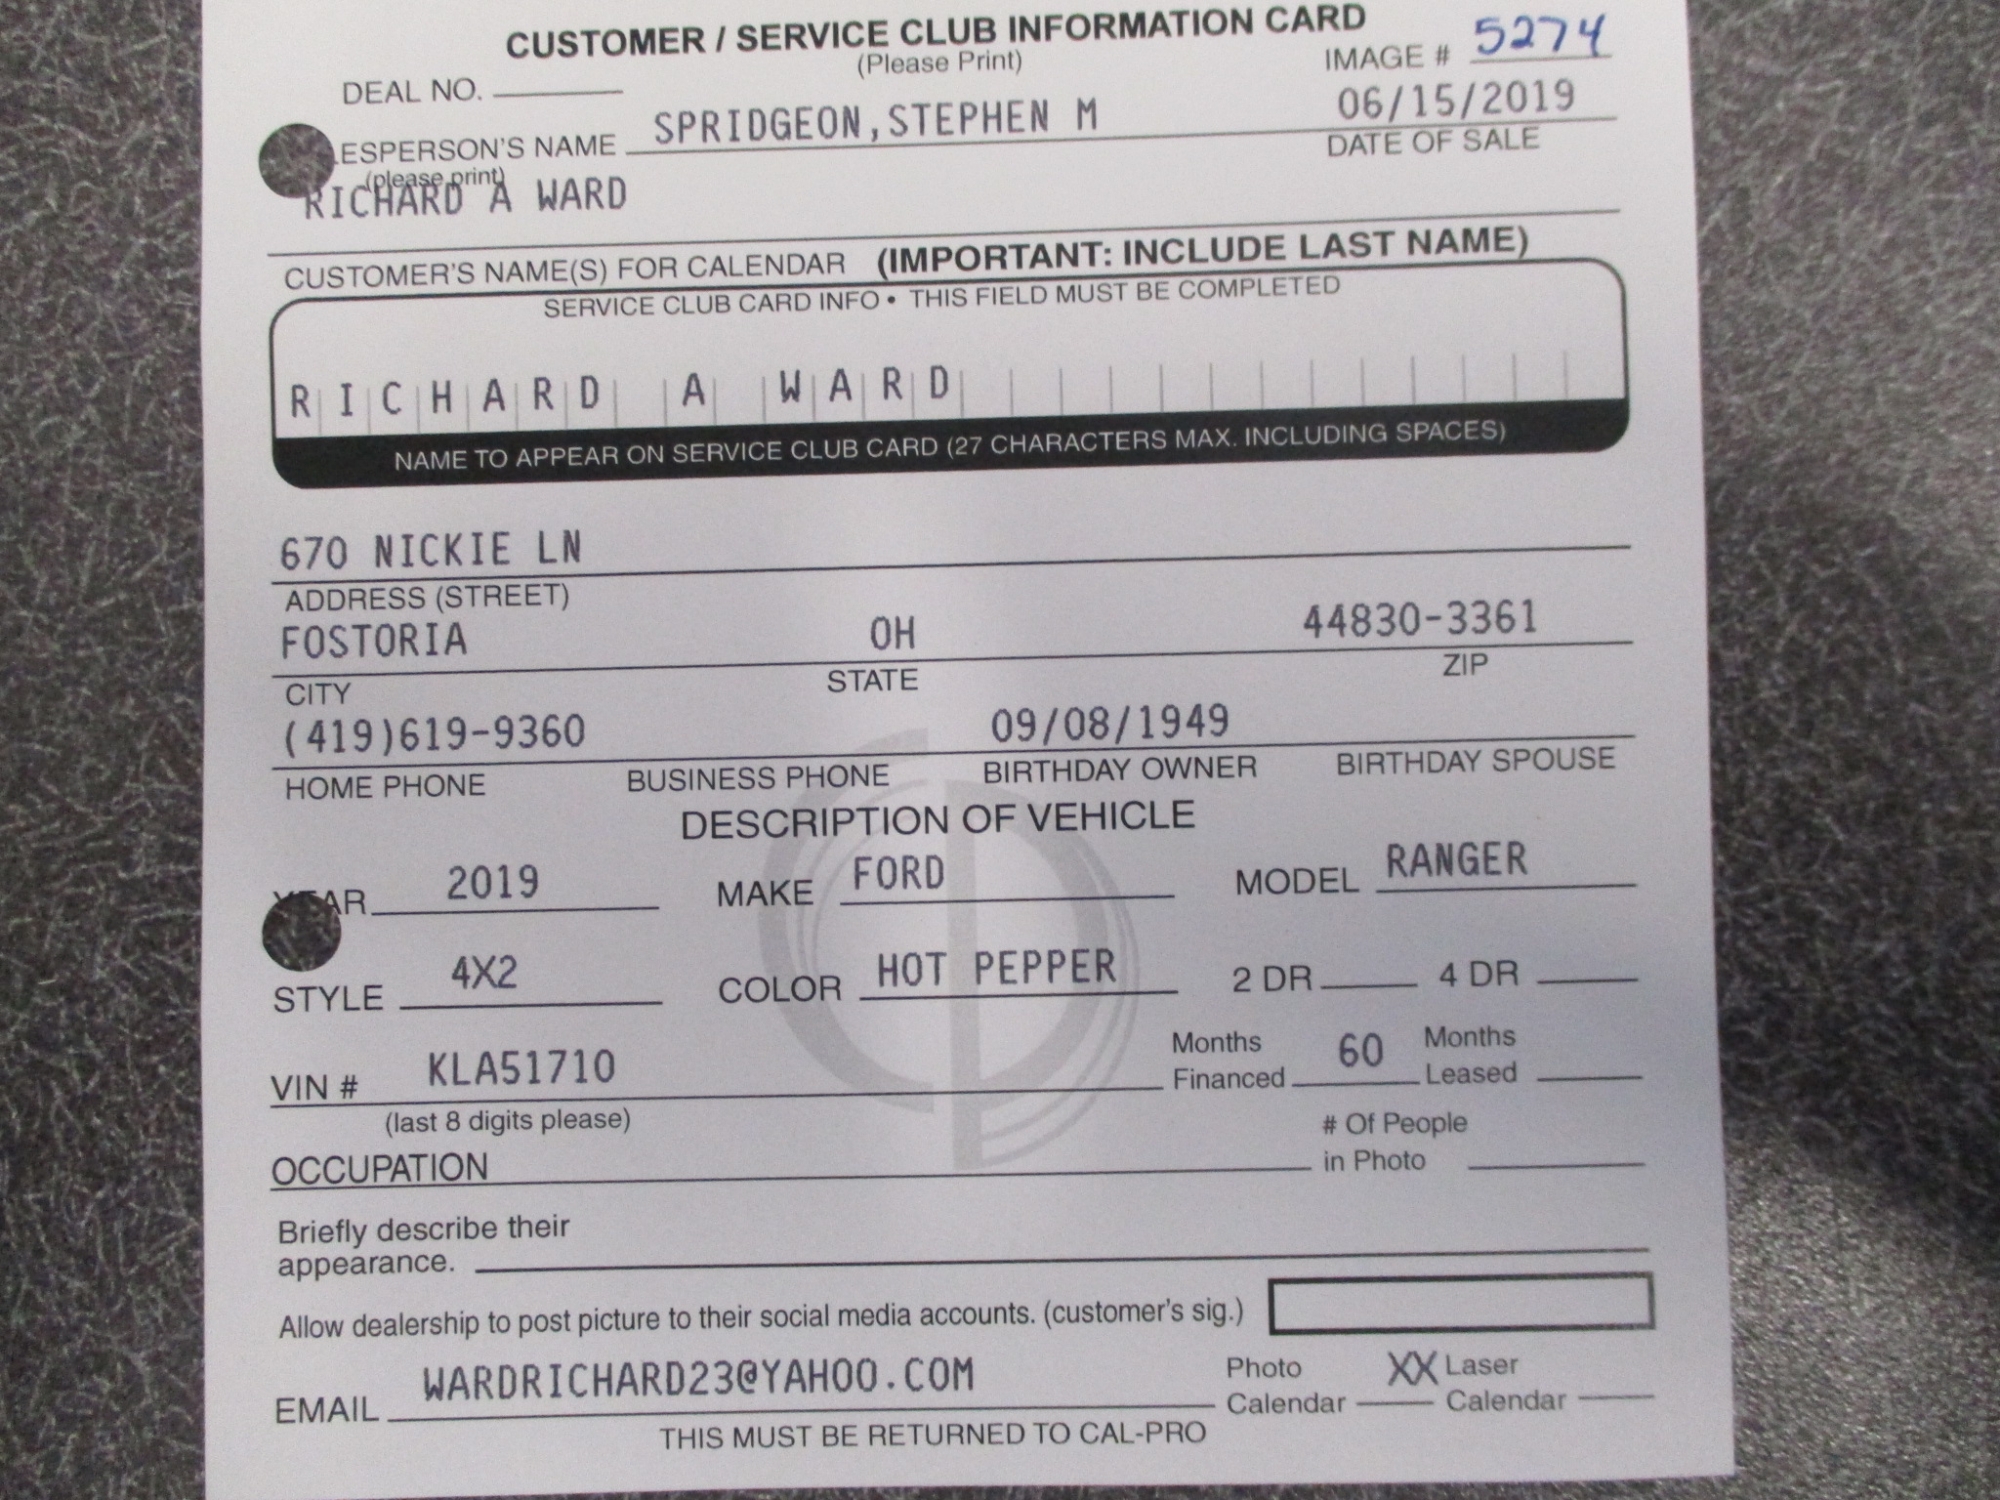 CUSTOMER / SERVICE CLUB INFORMATION CARD
(Please Print)
IMAGE # 5274
DEAL NO.
ESPERSON'S NAME SPRIDGEON,STEPHEN M 06/15/2019
(please print) DATE OF SALE
RICHARD A WARD
CUSTOMER'S NAME(S) FOR CALENDAR (IMPORTANT: INCLUDE LAST NAME)
SERVICE CLUB CARD INFO • THIS FIELD MUST BE COMPLETED
RICHARD A WARD
NAME TO APPEAR ON SERVICE CLUB CARD (27 CHARACTERS MAX. INCLUDING SPACES)
670 NICKIE LN
ADDRESS (STREET)
FOSTORIA OH 44830-3361
CITY STATE ZIP
(419)619-9360 09/08/1949
HOME PHONE BUSINESS PHONE BIRTHDAY OWNER BIRTHDAY SPOUSE
DESCRIPTION OF VEHICLE
YEAR 2019 MAKE FORD MODEL RANGER
STYLE 4X2 COLOR HOT PEPPER 2 DR 4 DR
VIN # KLA51710 Months Financed 60 Months Leased
(last 8 digits please)
OCCUPATION # Of People in Photo
Briefly describe their
appearance.
Allow dealership to post picture to their social media accounts. (customer's sig.)
EMAIL WARDRICHARD23@YAHOO.COM Photo Calendar XX Laser Calendar
THIS MUST BE RETURNED TO CAL-PRO